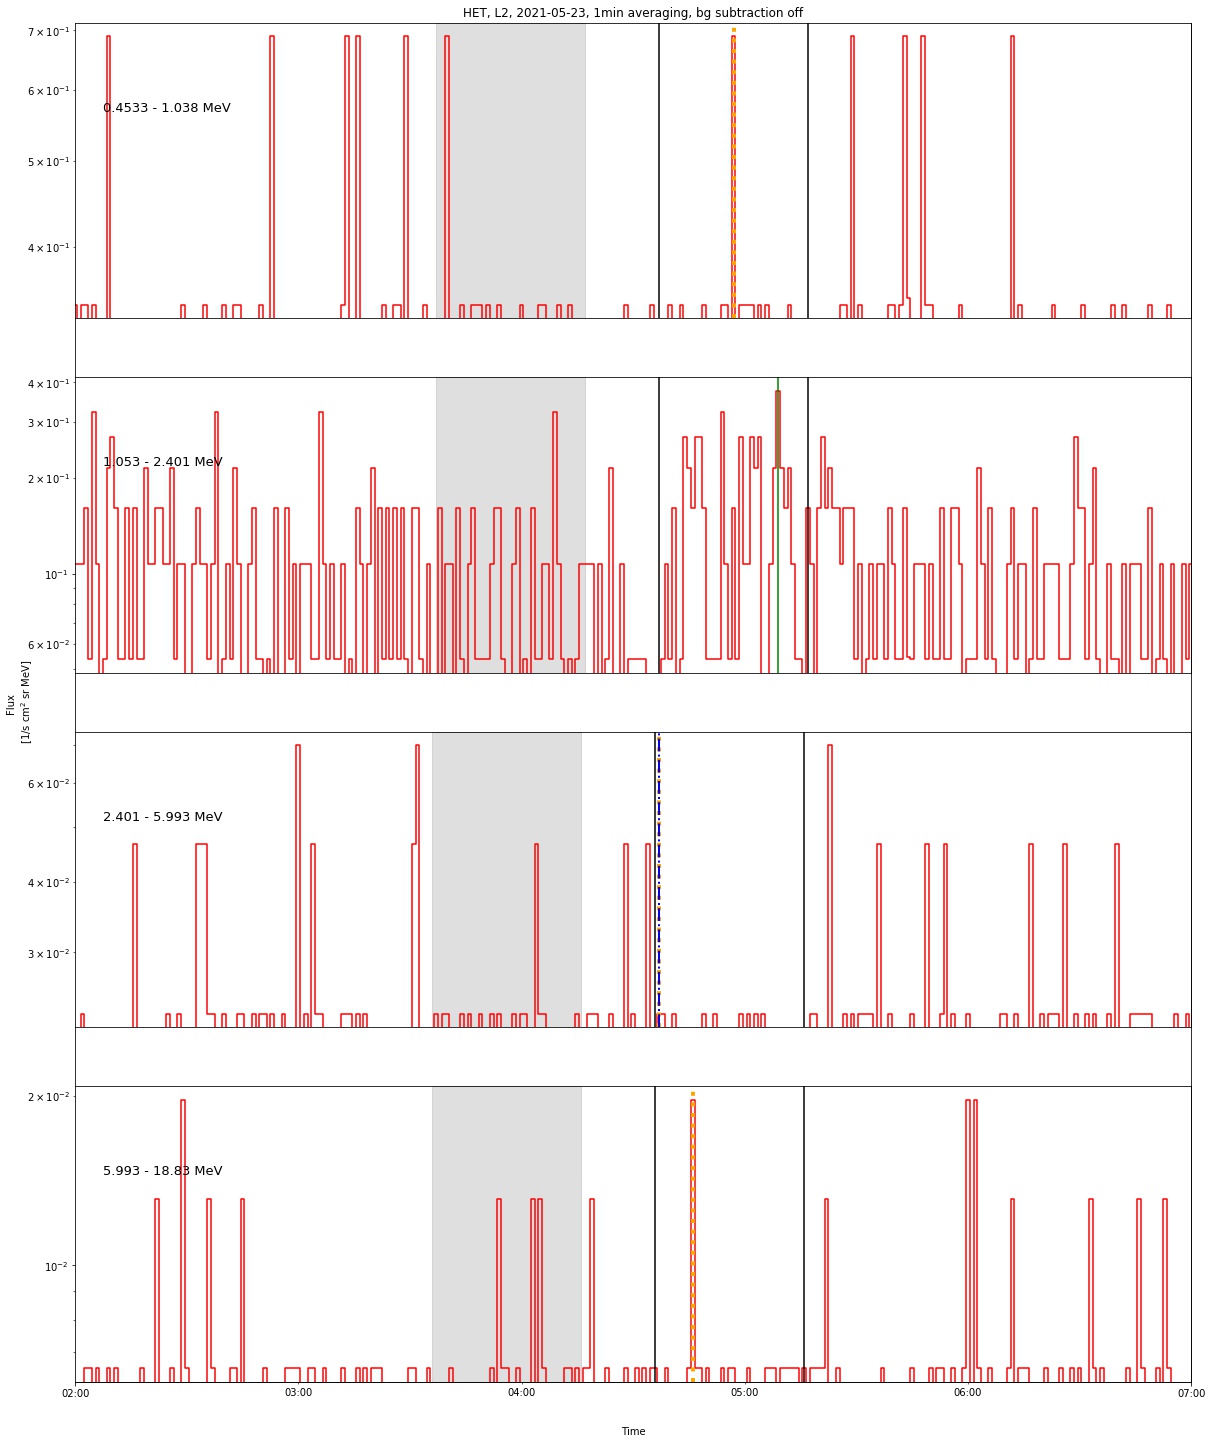 HET, L2, 2021-05-23, 1min averaging, bg subtraction off
7 × 10⁻¹
6 × 10⁻¹
0.4533 - 1.038 MeV
5 × 10⁻¹
4 × 10⁻¹
4 × 10⁻¹
3 × 10⁻¹
1.053 - 2.401 MeV
2 × 10⁻¹
10⁻¹
6 × 10⁻²
Flux
[1/s cm² sr MeV]
6 × 10⁻²
2.401 - 5.993 MeV
4 × 10⁻²
3 × 10⁻²
2 × 10⁻²
5.993 - 18.83 MeV
10⁻²
02:00 03:00 04:00 05:00 06:00 07:00
Time